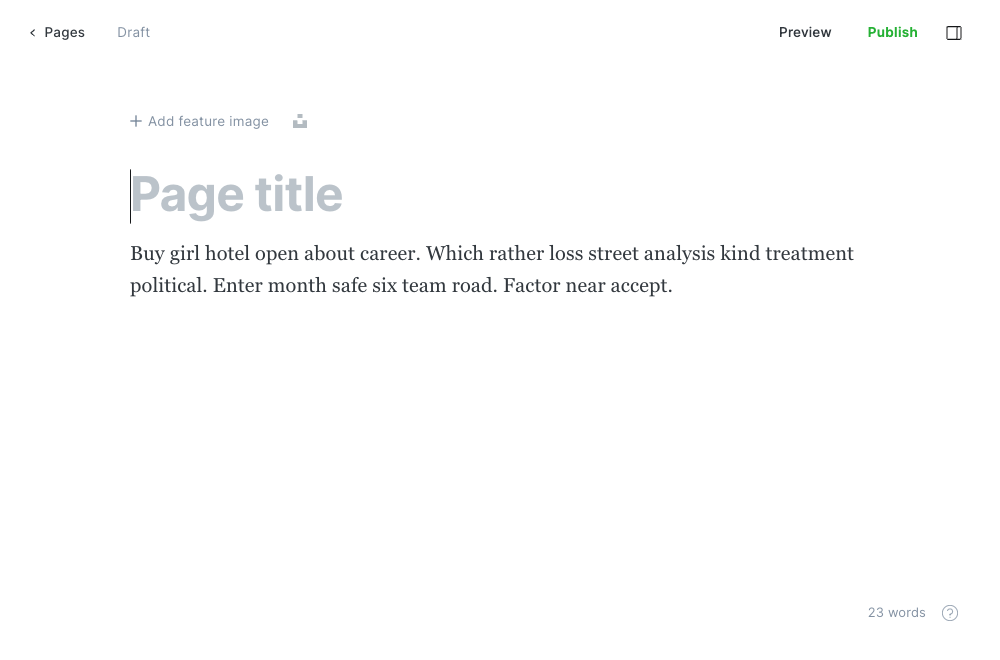 Pages
Draft
Preview
Publish
Add feature image
Page title
Buy girl hotel open about career. Which rather loss street analysis kind treatment
political. Enter month safe six team road. Factor near accept.
23 words